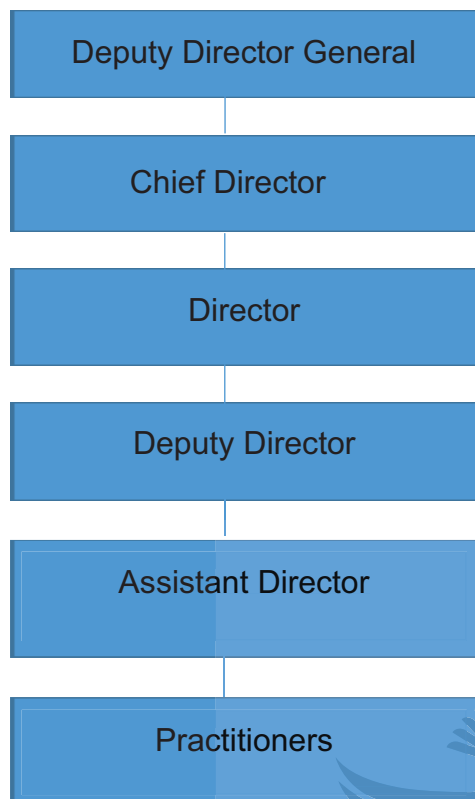 Deputy Director General
Chief Director
Director
Deputy Director
Assistant Director
Practitioners